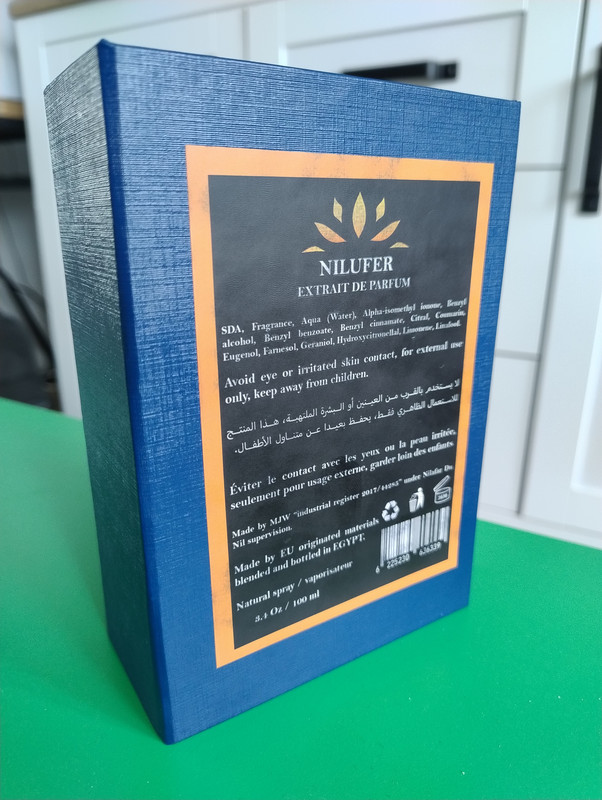 NILUFER
EXTRAIT DE PARFUM
SDA, Fragrance, Aqua (Water), Alpha-isomethyl ionone, Benzyl
alcohol, Benzyl benzoate, Benzyl cinnamate, Citral, Coumarin,
Eugenol, Farnesol, Geraniol, Hydroxycitronellal, Limonene, Linalool.
Avoid eye or irritated skin contact, for external use
only, keep away from children.
لا يستخدم بالقرب من العينين أو البشرة الملتهبة، هذا المنتج
للاستعمال الظاهري فقط، يحفظ بعيدا عن متناول الأطفال.
Éviter le contact avec les yeux ou la peau irritée,
seulement pour usage externe, garder loin des enfants.
Made by MJW "industrial register 2017/44285" under Nilafar Du
Nil supervision.
Made by EU originated materials
blended and bottled in EGYPT.
Natural spray / vaporisateur
3.4 Oz / 100 ml
6 225230 436328